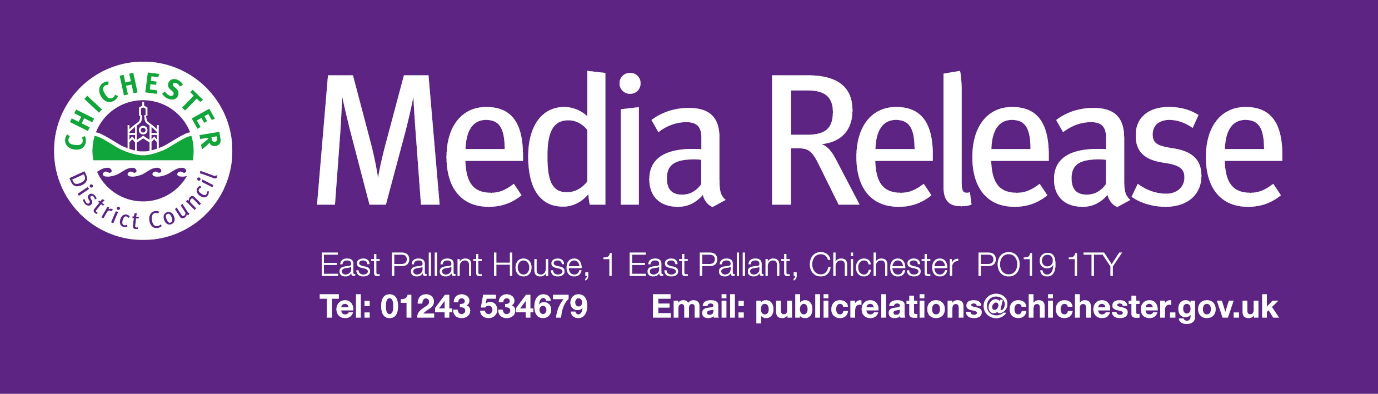 CHICHESTER
District Council
Media Release
East Pallant House, 1 East Pallant, Chichester  PO19 1TY
Tel: 01243 534679 Email: publicrelations@chichester.gov.uk